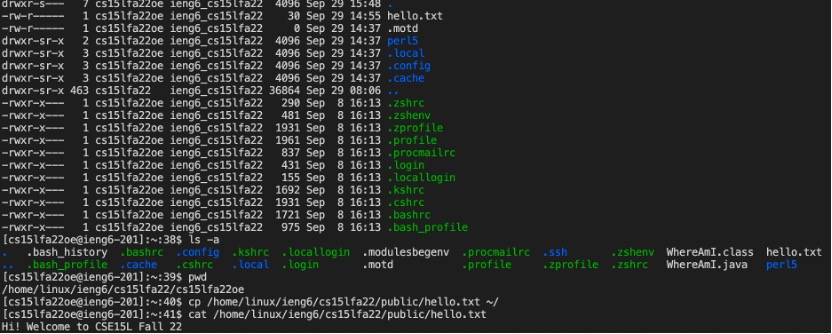 drwxr-s--- 7 cs15lfa22oe ieng6_cs15lfa22 4096 Sep 29 15:48 .
-rw-r----- 1 cs15lfa22oe ieng6_cs15lfa22 30 Sep 29 14:55 hello.txt
-rw-r----- 1 cs15lfa22oe ieng6_cs15lfa22 0 Sep 29 14:37 .motd
drwxr-sr-x 2 cs15lfa22oe ieng6_cs15lfa22 4096 Sep 29 14:37 perl5
drwxr-sr-x 3 cs15lfa22oe ieng6_cs15lfa22 4096 Sep 29 14:37 .local
drwxr-sr-x 3 cs15lfa22oe ieng6_cs15lfa22 4096 Sep 29 14:37 .config
drwxr-sr-x 3 cs15lfa22oe ieng6_cs15lfa22 4096 Sep 29 14:37 .cache
drwxr-sr-x 463 cs15lfa22 ieng6_cs15lfa22 36864 Sep 29 08:06 ..
-rwxr-x--- 1 cs15lfa22oe ieng6_cs15lfa22 290 Sep 8 16:13 .zshrc
-rwxr-x--- 1 cs15lfa22oe ieng6_cs15lfa22 481 Sep 8 16:13 .zshenv
-rwxr-x--- 1 cs15lfa22oe ieng6_cs15lfa22 1931 Sep 8 16:13 .zprofile
-rwxr-x--- 1 cs15lfa22oe ieng6_cs15lfa22 1961 Sep 8 16:13 .profile
-rwxr-x--- 1 cs15lfa22oe ieng6_cs15lfa22 837 Sep 8 16:13 .procmailrc
-rwxr-x--- 1 cs15lfa22oe ieng6_cs15lfa22 431 Sep 8 16:13 .login
-rwxr-x--- 1 cs15lfa22oe ieng6_cs15lfa22 155 Sep 8 16:13 .locallogin
-rwxr-x--- 1 cs15lfa22oe ieng6_cs15lfa22 1692 Sep 8 16:13 .kshrc
-rwxr-x--- 1 cs15lfa22oe ieng6_cs15lfa22 1931 Sep 8 16:13 .cshrc
-rwxr-x--- 1 cs15lfa22oe ieng6_cs15lfa22 1721 Sep 8 16:13 .bashrc
-rwxr-x--- 1 cs15lfa22oe ieng6_cs15lfa22 975 Sep 8 16:13 .bash_profile
[cs15lfa22oe@ieng6-201]:~:38$ ls -a
. .bash_history .bashrc .config .kshrc .locallogin .modulesbegenv .procmailrc .ssh .zshenv WhereAmI.class hello.txt
.. .bash_profile .cache .cshrc .local .login .motd .profile .zprofile .zshrc WhereAmI.java perl5
[cs15lfa22oe@ieng6-201]:~:39$ pwd
/home/linux/ieng6/cs15lfa22/cs15lfa22oe
[cs15lfa22oe@ieng6-201]:~:40$ cp /home/linux/ieng6/cs15lfa22/public/hello.txt ~/
[cs15lfa22oe@ieng6-201]:~:41$ cat /home/linux/ieng6/cs15lfa22/public/hello.txt
Hi! Welcome to CSE15L Fall 22